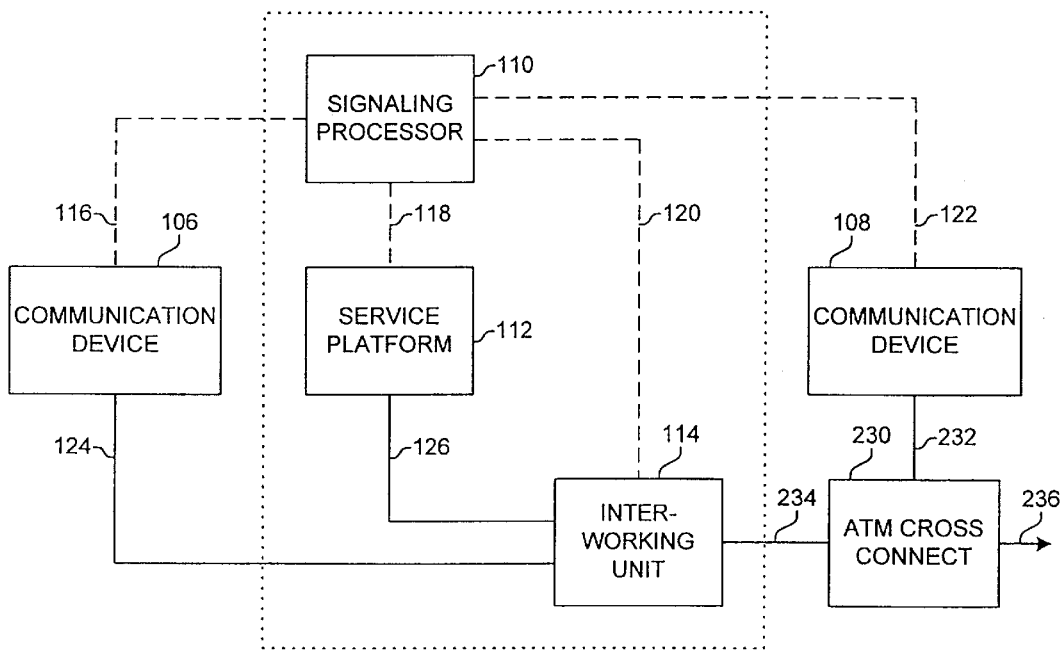 110
SIGNALING
PROCESSOR
116
118
120
122
106
108
COMMUNICATION
DEVICE
SERVICE
PLATFORM
112
COMMUNICATION
DEVICE
124
126
114
230
232
INTER-
WORKING
UNIT
234
ATM CROSS
CONNECT
236